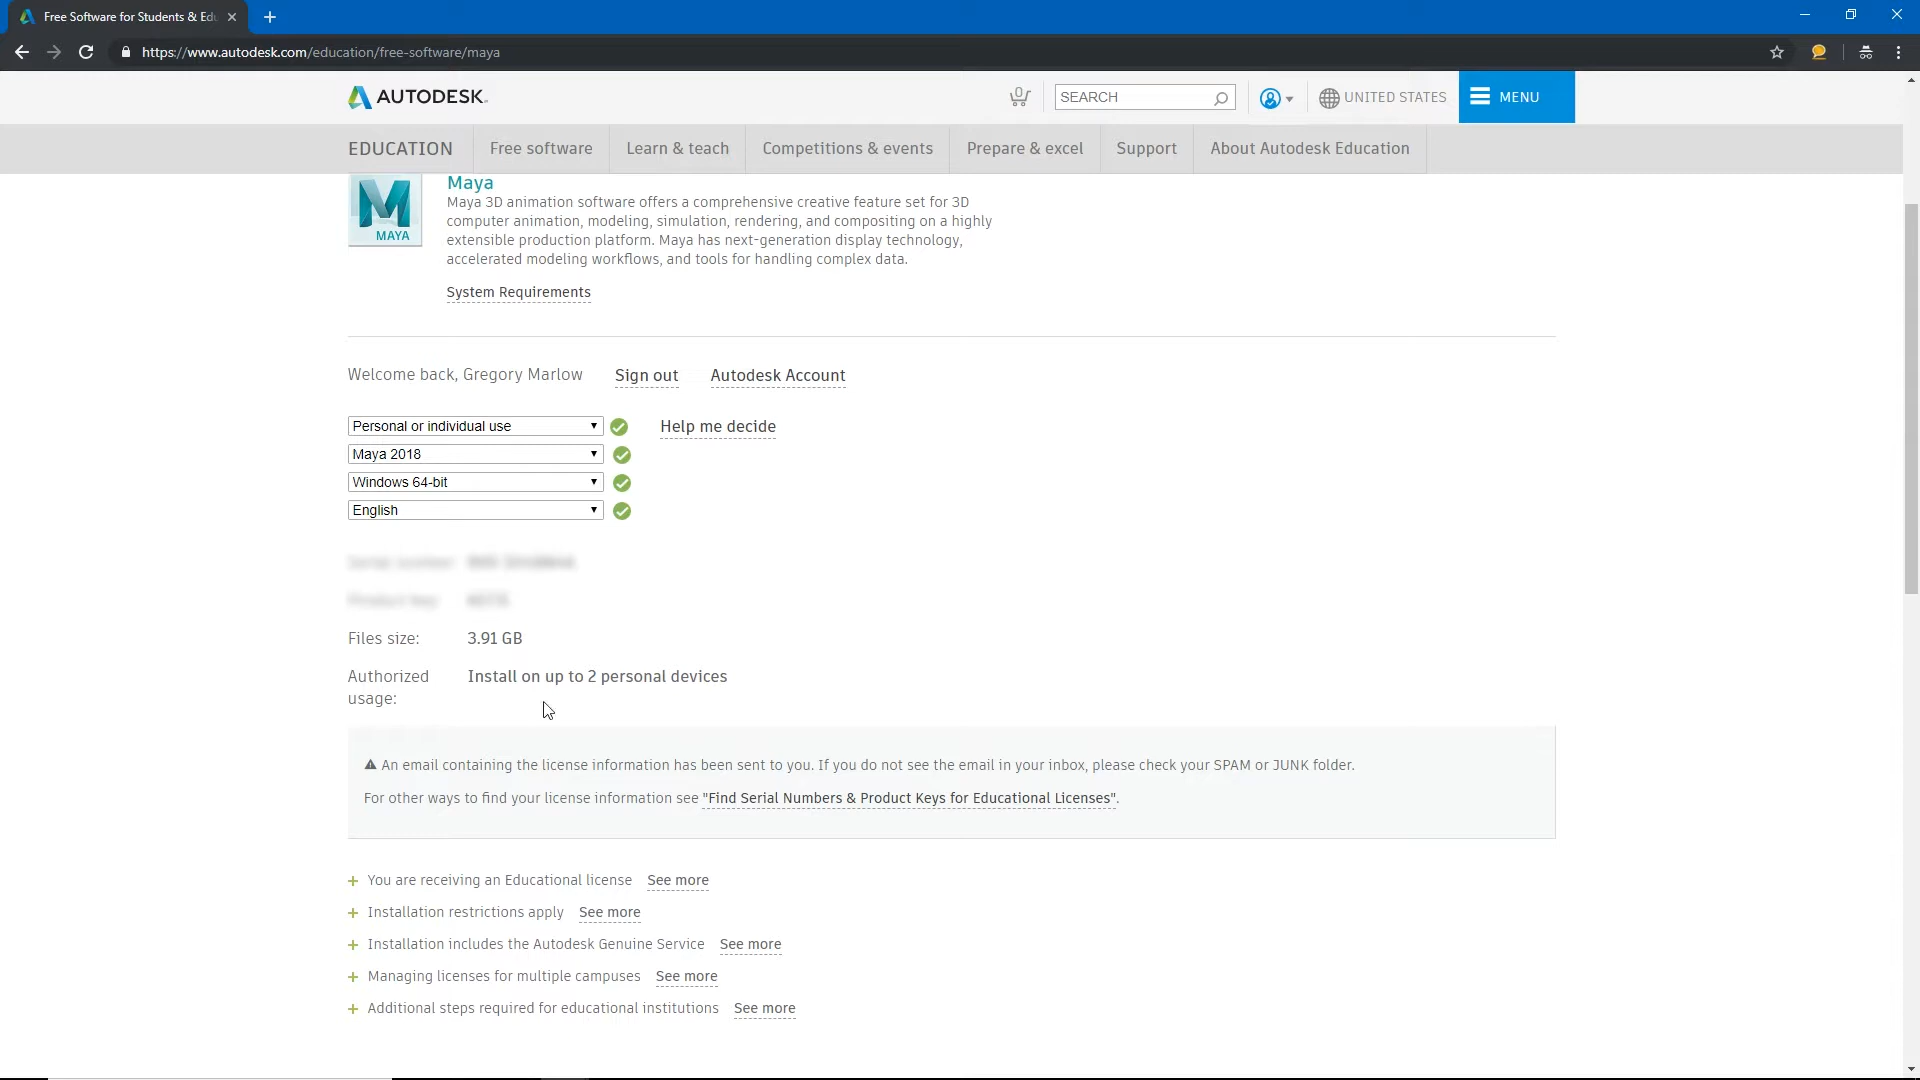 Free Software for Students & Edu
https://www.autodesk.com/education/free-software/maya
AUTODESK.
0
SEARCH
UNITED STATES
MENU
EDUCATION
Free software
Learn & teach
Competitions & events
Prepare & excel
Support
About Autodesk Education
MAYA
Maya
Maya 3D animation software offers a comprehensive creative feature set for 3D
computer animation, modeling, simulation, rendering, and compositing on a highly
extensible production platform. Maya has next-generation display technology,
accelerated modeling workflows, and tools for handling complex data.
System Requirements
Welcome back, Gregory Marlow Sign out Autodesk Account
Personal or individual use Help me decide
Maya 2018
Windows 64-bit
English
Files size: 3.91 GB
Authorized Install on up to 2 personal devices
usage:
An email containing the license information has been sent to you. If you do not see the email in your inbox, please check your SPAM or JUNK folder.
For other ways to find your license information see "Find Serial Numbers & Product Keys for Educational Licenses".
+ You are receiving an Educational license See more
+ Installation restrictions apply See more
+ Installation includes the Autodesk Genuine Service See more
+ Managing licenses for multiple campuses See more
+ Additional steps required for educational institutions See more